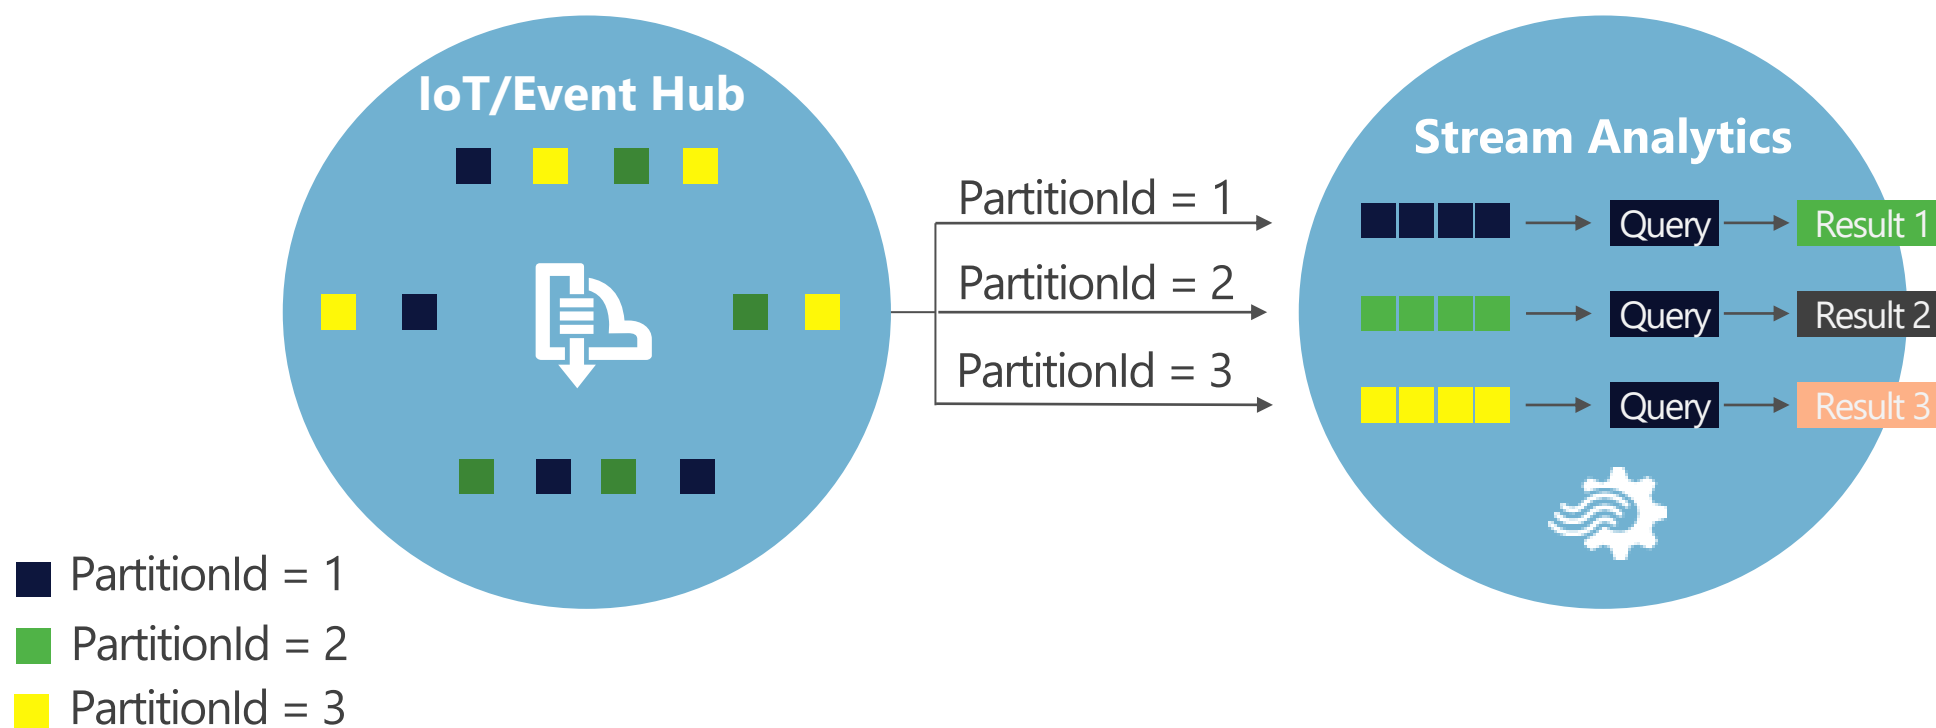 IoT/Event Hub
Stream Analytics
PartitionId = 1
PartitionId = 2
PartitionId = 3
Query
Result 1
Query
Result 2
Query
Result 3
PartitionId = 1
PartitionId = 2
PartitionId = 3